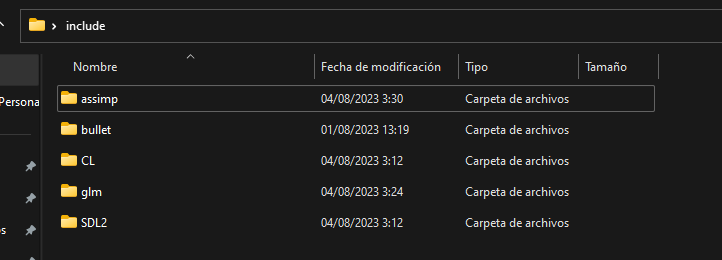 include
Nombre Fecha de modificación Tipo Tamaño
assimp 04/08/2023 3:30 Carpeta de archivos
Persona
bullet 01/08/2023 13:19 Carpeta de archivos
CL 04/08/2023 3:12 Carpeta de archivos
glm 04/08/2023 3:24 Carpeta de archivos
SDL2 04/08/2023 3:12 Carpeta de archivos
os